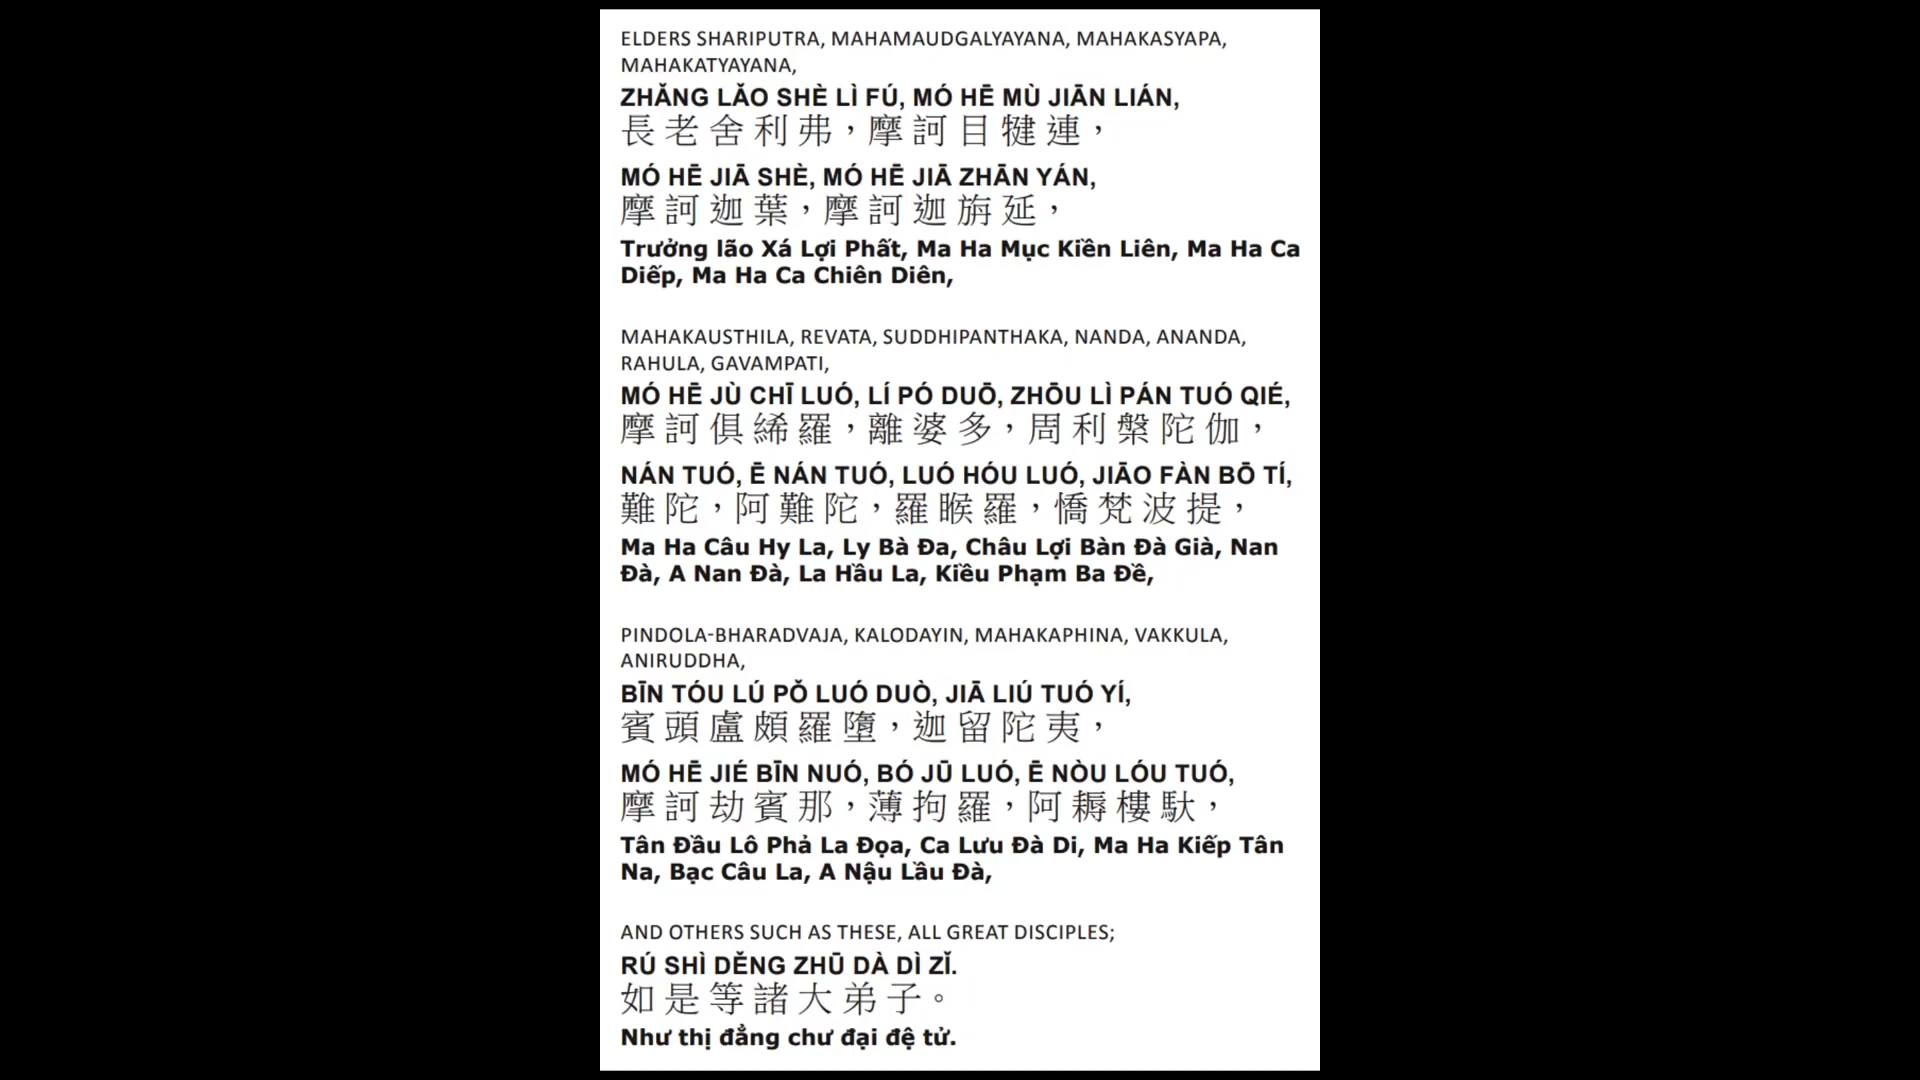 ELDERS SHARIPUTRA, MAHAMAUDGALYAYANA, MAHAKASYAPA,
MAHAKATYAYANA,
ZHǍNG LǍO SHÈ LÌ FÚ, MÓ HĒ MÙ JIĀN LIÁN,
長老舍利弗，摩訶目犍連，
MÓ HĒ JIĀ SHÈ, MÓ HĒ JIĀ ZHĀN YÁN,
摩訶迦葉，摩訶迦旃延，
Trưởng lão Xá Lợi Phất, Ma Ha Mục Kiền Liên, Ma Ha Ca
Diếp, Ma Ha Ca Chiên Diên,
MAHAKAUSTHILA, REVATA, SUDDHIPANTHAKA, NANDA, ANANDA,
RAHULA, GAVAMPATI,
MÓ HĒ JÙ CHĪ LUÓ, LÍ PÓ DUŌ, ZHŌU LÌ PÁN TUÓ QIÉ,
摩訶俱絺羅，離婆多，周利槃陀伽，
NÁN TUÓ, Ē NÁN TUÓ, LUÓ HÓU LUÓ, JIĀO FÀN BŌ TÍ,
難陀，阿難陀，羅睺羅，憍梵波提，
Ma Ha Câu Hy La, Ly Bà Đa, Châu Lợi Bàn Đà Già, Nan
Đà, A Nan Đà, La Hầu La, Kiều Phạm Ba Đề,
PINDOLA-BHARADVAJA, KALODAYIN, MAHAKAPHINA, VAKKULA,
ANIRUDDHA,
BĪN TÓU LÚ PǑ LUÓ DUÒ, JIĀ LIÚ TUÓ YÍ,
賓頭盧頗羅墮，迦留陀夷，
MÓ HĒ JIÉ BĪN NUÓ, BÓ JŪ LUÓ, Ē NÒU LÓU TUÓ,
摩訶劫賓那，薄拘羅，阿耨樓馱，
Tân Đầu Lô Phả La Đọa, Ca Lưu Đà Di, Ma Ha Kiếp Tân
Na, Bạc Câu La, A Nậu Lầu Đà,
AND OTHERS SUCH AS THESE, ALL GREAT DISCIPLES;
RÚ SHÌ DĚNG ZHŪ DÀ DÌ ZǏ.
如是等諸大弟子。
Như thị đẳng chư đại đệ tử.